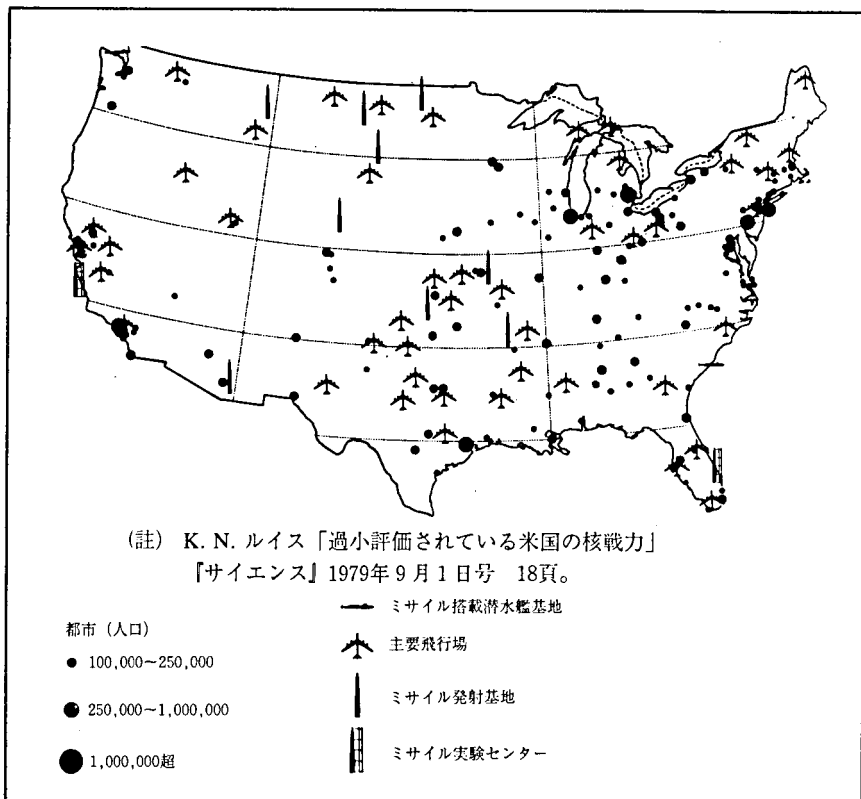 (註) K. N. ルイス「過小評価されている米国の核戦力」
『サイエンス』1979年9月1日号 18頁。
ミサイル搭載潜水艦基地
都市(人口)
主要飛行場
100,000〜250,000
ミサイル発射基地
250,000〜1,000,000
ミサイル実験センター
1,000,000超